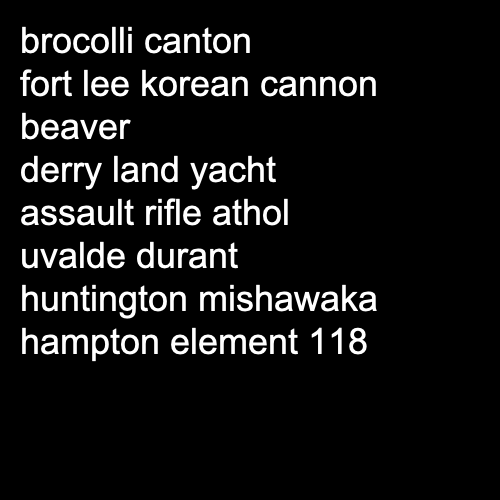 brocolli canton
fort lee korean cannon
beaver
derry land yacht
assault rifle athol
uvalde durant
huntington mishawaka
hampton element 118